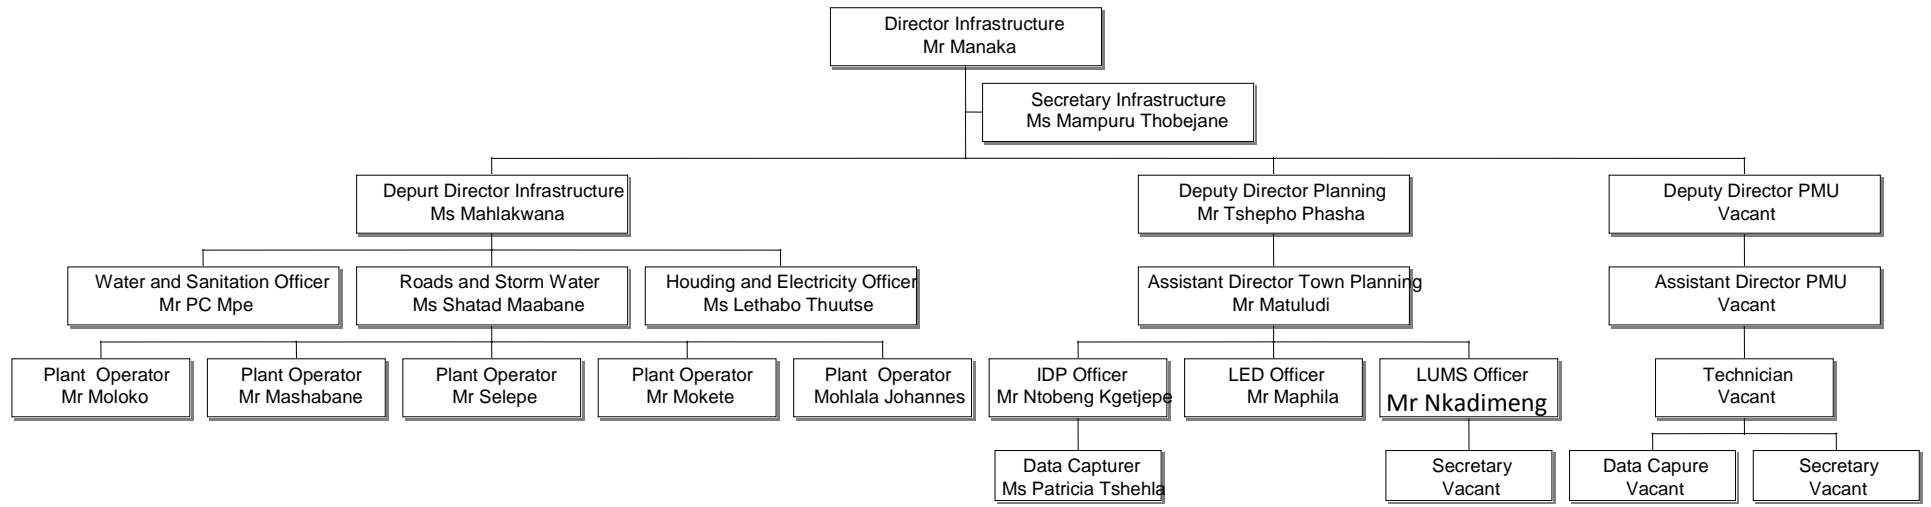 Director Infrastructure
Mr Manaka
Secretary Infrastructure
Ms Mampuru Thobejane
Depurt Director Infrastructure
Ms Mahlakwana
Deputy Director Planning
Mr Tshepho Phasha
Deputy Director PMU
Vacant
Water and Sanitation Officer
Mr PC Mpe
Roads and Storm Water
Ms Shatad Maabane
Houding and Electricity Officer
Ms Lethabo Thuutse
Assistant Director Town Planning
Mr Matuludi
Assistant Director PMU
Vacant
Plant Operator
Mr Moloko
Plant Operator
Mr Mashabane
Plant Operator
Mr Selepe
Plant Operator
Mr Mokete
Plant Operator
Mohlala Johannes
IDP Officer
Mr Ntobeng Kgetjepe
LED Officer
Mr Maphila
LUMS Officer
Mr Nkadimeng
Technician
Vacant
Data Capturer
Ms Patricia Tshehla
Secretary
Vacant
Data Capure
Vacant
Secretary
Vacant